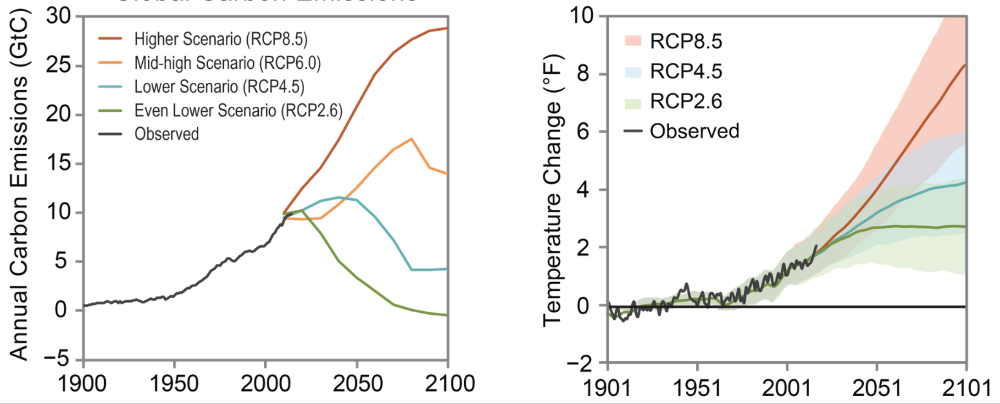 Annual Carbon Emissions (GtC)
30
25
20
15
10
5
0
−5
Higher Scenario (RCP8.5)
Mid-high Scenario (RCP6.0)
Lower Scenario (RCP4.5)
Even Lower Scenario (RCP2.6)
Observed
1900 1950 2000 2050 2100
Temperature Change (°F)
10
8
6
4
2
0
−2
RCP8.5
RCP4.5
RCP2.6
Observed
1901 1951 2001 2051 2101